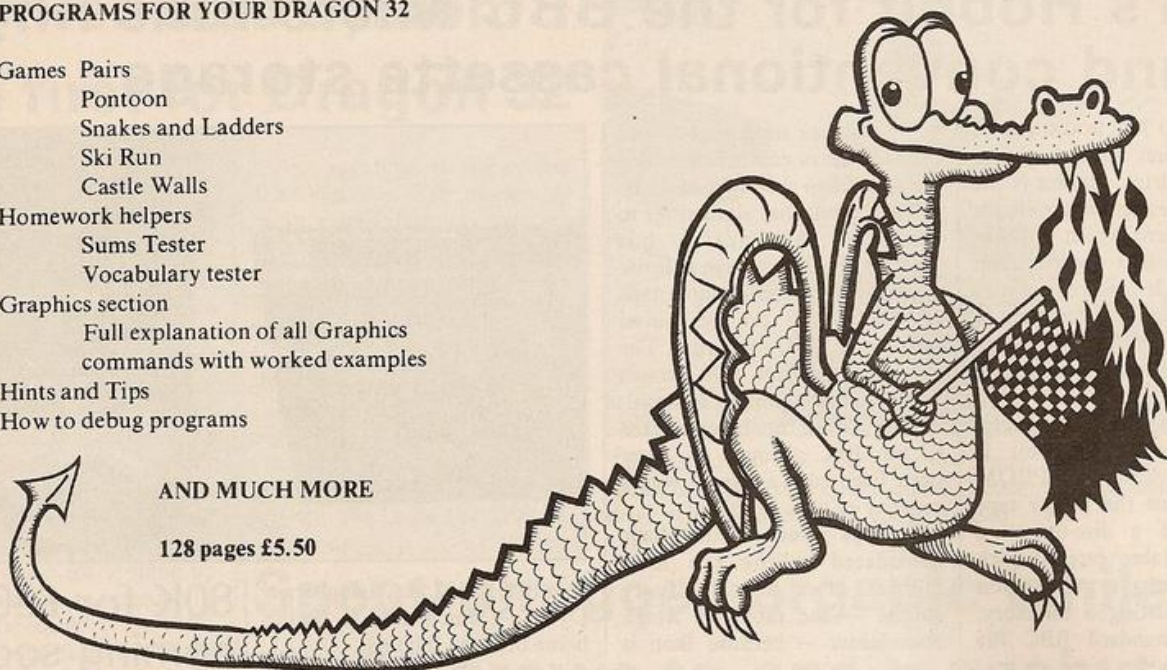 PROGRAMS FOR YOUR DRAGON 32
Games Pairs
Pontoon
Snakes and Ladders
Ski Run
Castle Walls
Homework helpers
Sums Tester
Vocabulary tester
Graphics section
Full explanation of all Graphics
commands with worked examples
Hints and Tips
How to debug programs
AND MUCH MORE
128 pages £5.50